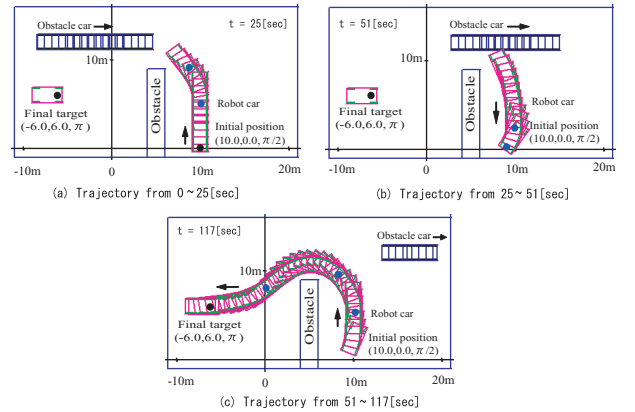 Obstacle car
t = 25[sec]
10m
Obstacle
Robot car
Final target
(-6.0,6.0, π )
Initial position
(10.0,0.0, π /2)
-10m
0
10m
20m
(a) Trajectory from 0~25[sec]
t = 51[sec]
Obstacle car
10m
Obstacle
Robot car
Final target
(-6.0,6.0, π )
Initial position
(10.0,0.0, π /2)
-10m
0
10m
20m
(b) Trajectory from 25~51[sec]
t = 117[sec]
Obstacle car
10m
Obstacle
Robot car
Final target
(-6.0,6.0, π )
Initial position
(10.0,0.0, π /2)
-10m
0
10m
20m
(c) Trajectory from 51~117[sec]